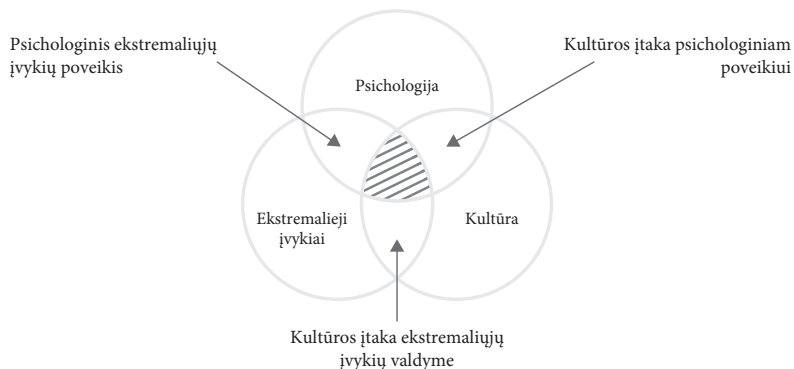 Psichologinis ekstremaliųjų
įvykių poveikis
Kultūros įtaka psichologiniam
poveikiui
Psichologija
Ekstremalieji
įvykiai
Kultūra
Kultūros įtaka ekstremaliųjų
įvykių valdyme